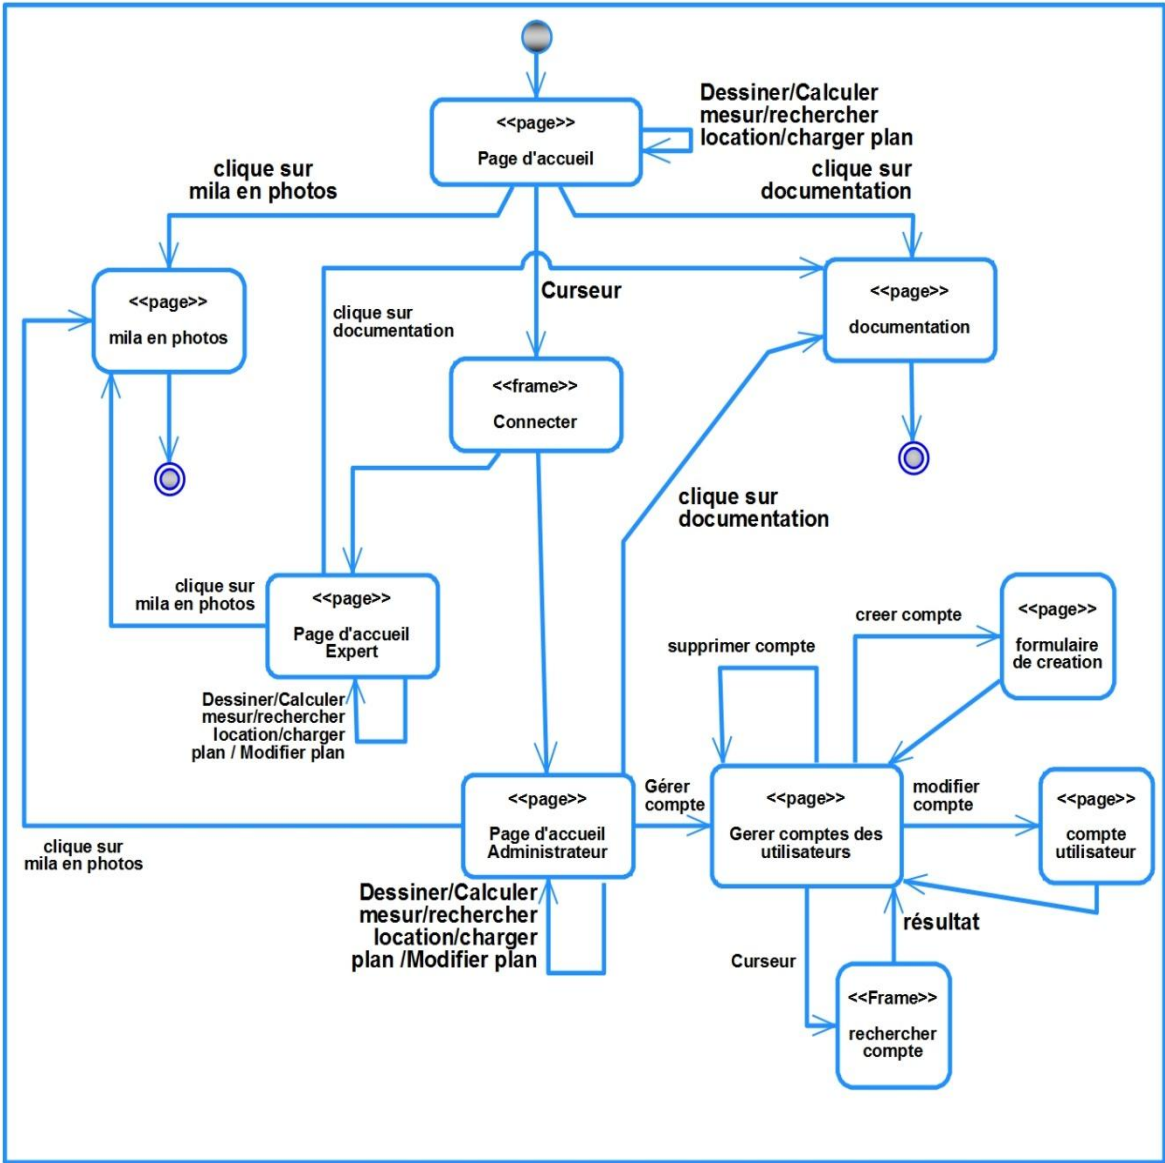 <<page>>
Page d'accueil
Dessiner/Calculer
mesur/rechercher
location/charger plan
clique sur
mila en photos
clique sur
documentation
<<page>>
mila en photos
clique sur
documentation
Curseur
<<page>>
documentation
<<frame>>
Connecter
clique sur
documentation
clique sur
mila en photos
<<page>>
Page d'accueil
Expert
Dessiner/Calculer
mesur/rechercher
location/charger
plan / Modifier plan
supprimer compte
creer compte
<<page>>
formulaire
de creation
clique sur
mila en photos
<<page>>
Page d'accueil
Administrateur
Gérer
compte
<<page>>
Gerer comptes des
utilisateurs
modifier
compte
<<page>>
compte
utilisateur
Dessiner/Calculer
mesur/rechercher
location/charger
plan /Modifier plan
Curseur
résultat
<<Frame>>
rechercher
compte